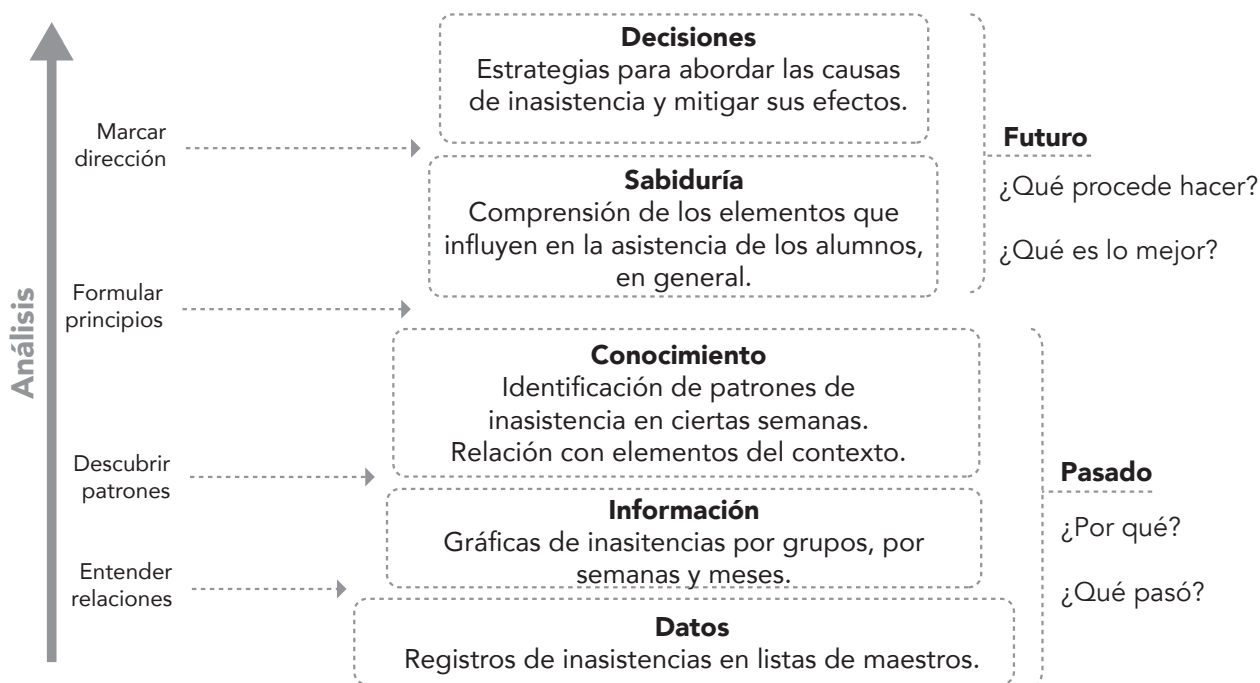 Decisiones
Estrategias para abordar las causas
de inasistencia y mitigar sus efectos.
Marcar
dirección
Futuro
¿Qué procede hacer?
¿Qué es lo mejor?
Sabiduría
Comprensión de los elementos que
influyen en la asistencia de los alumnos,
en general.
Análisis
Formular
principios
Conocimiento
Identificación de patrones de
inasistencia en ciertas semanas.
Relación con elementos del contexto.
Descubrir
patrones
Pasado
¿Por qué?
¿Qué pasó?
Información
Gráficas de inasitencias por grupos, por
semanas y meses.
Entender
relaciones
Datos
Registros de inasistencias en listas de maestros.